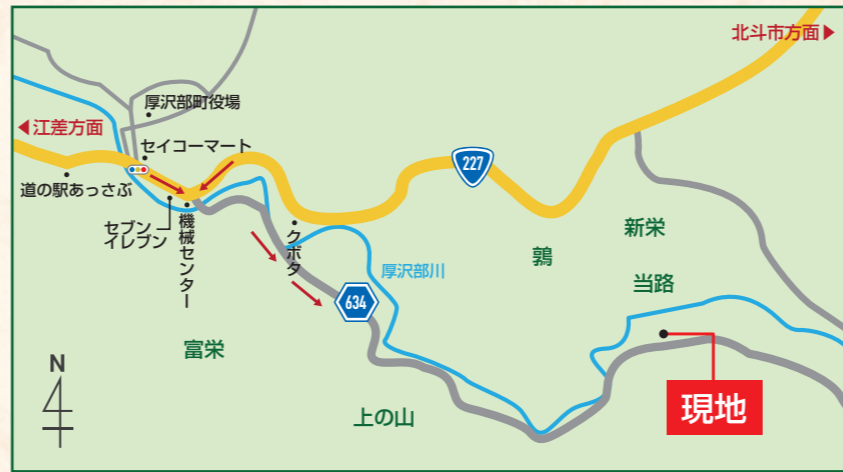 北斗市方面▶
厚沢部町役場
◀江差方面
セイコーマート
道の駅あっさぶ
セブン
イレブン
機械センター
クボタ
227
634
厚沢部川
鶉
新栄
当路
富栄
上の山
現地
N